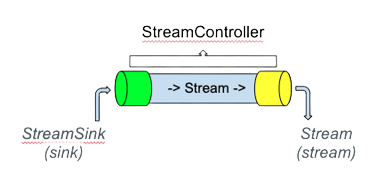 StreamController
-> Stream ->
StreamSink
(sink)
Stream
(stream)